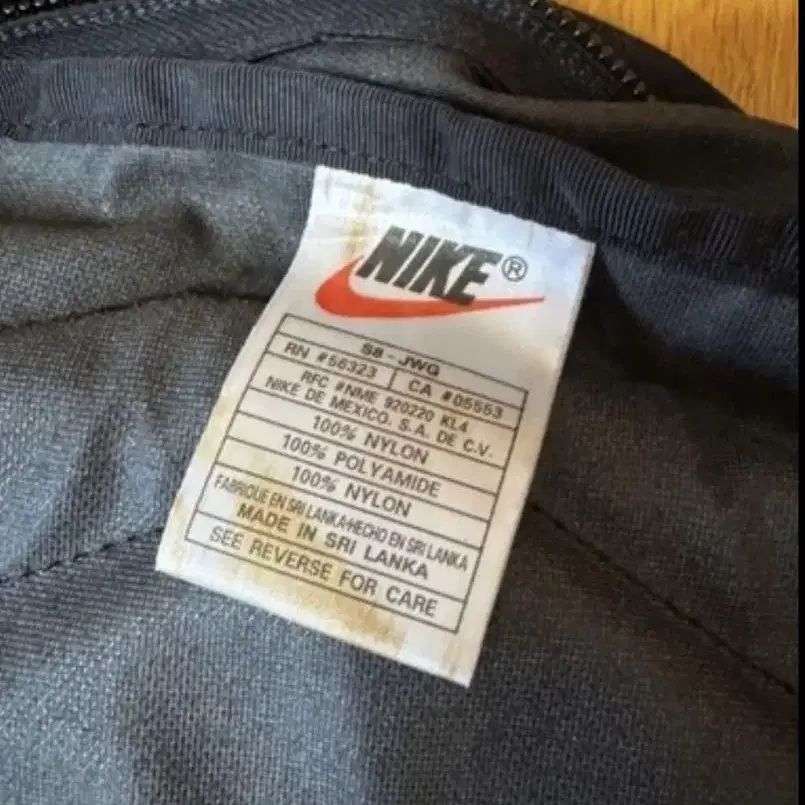 NIKE®
S8 - JWG
RN #56323 CA #05553
RFC #NME 920220 KL4
NIKE DE MEXICO. S.A. DE C.V.
100% NYLON
100% POLYAMIDE
100% NYLON
FABRIQUE EN SRI LANKA-HECHO EN SRI LANKA
MADE IN SRI LANKA
SEE REVERSE FOR CARE